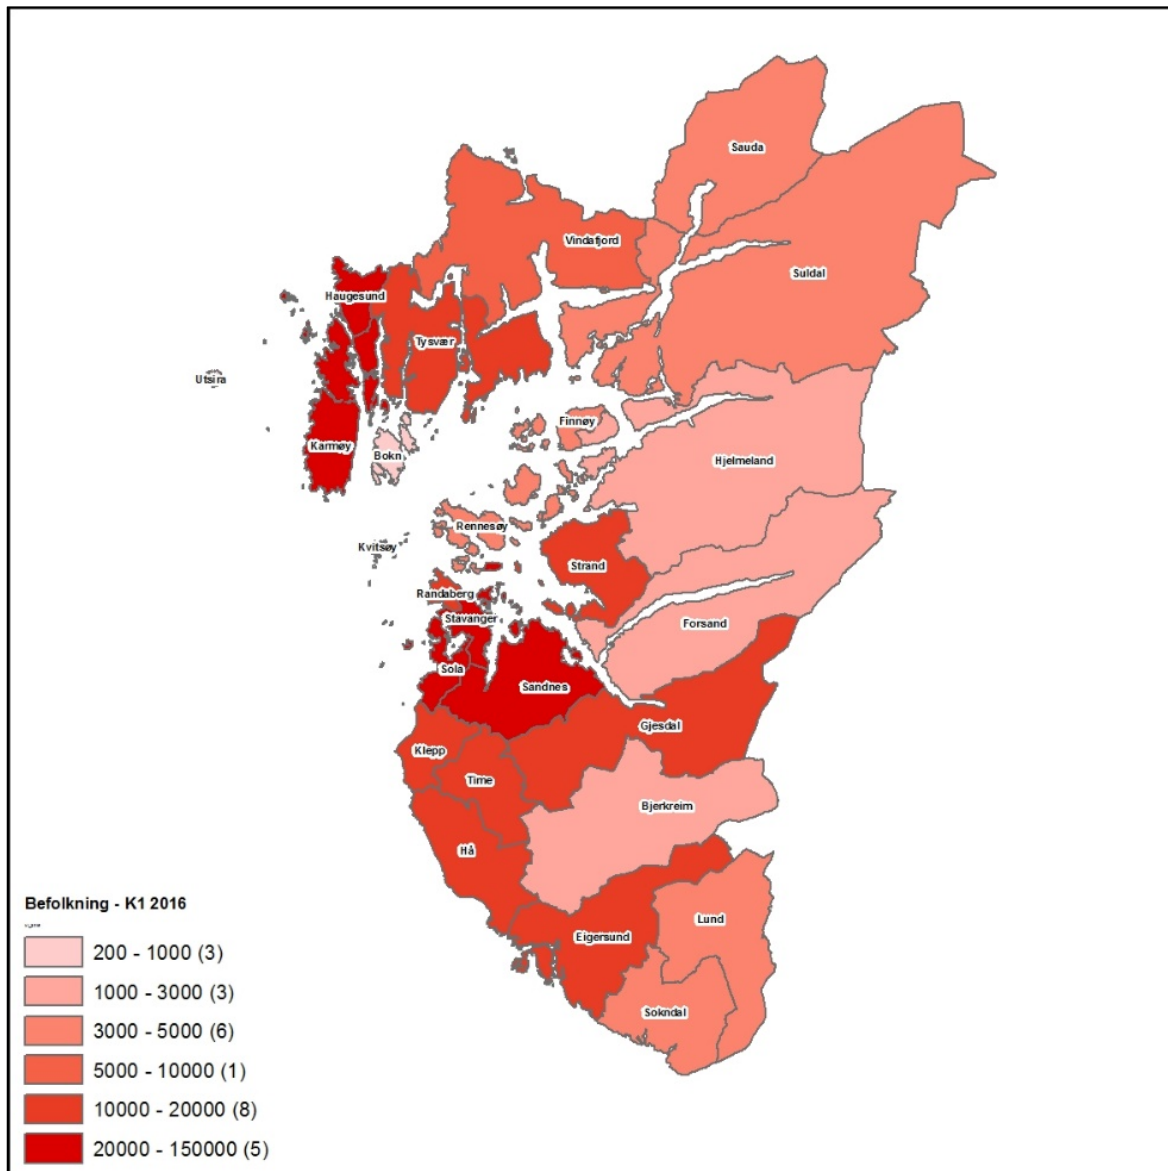 Sauda
Vindafjord
Suldal
Haugesund
Tysvær
Utsira
Finnøy
Karmøy
Bokn
Hjelmeland
Rennesøy
Kvitsøy
Strand
Randaberg
Stavanger
Forsand
Sola
Sandnes
Gjesdal
Klepp
Time
Bjerkreim
Hå
Lund
Eigersund
Sokndal
Befolkning - K1 2016
200 - 1000 (3)
1000 - 3000 (3)
3000 - 5000 (6)
5000 - 10000 (1)
10000 - 20000 (8)
20000 - 150000 (5)